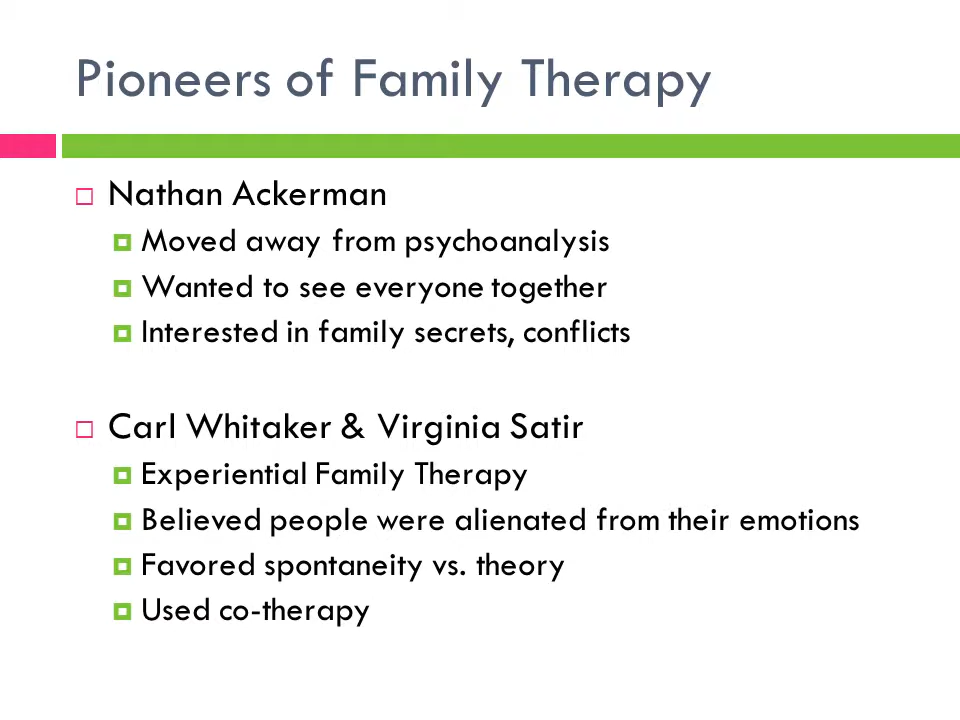 Pioneers of Family Therapy
Nathan Ackerman
Moved away from psychoanalysis
Wanted to see everyone together
Interested in family secrets, conflicts
Carl Whitaker & Virginia Satir
Experiential Family Therapy
Believed people were alienated from their emotions
Favored spontaneity vs. theory
Used co-therapy